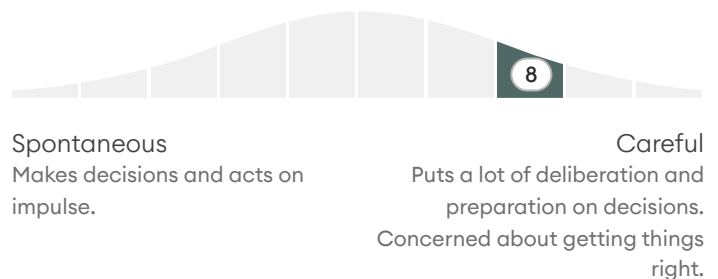 8
Spontaneous
Makes decisions and acts on
impulse.
Careful
Puts a lot of deliberation and
preparation on decisions.
Concerned about getting things
right.